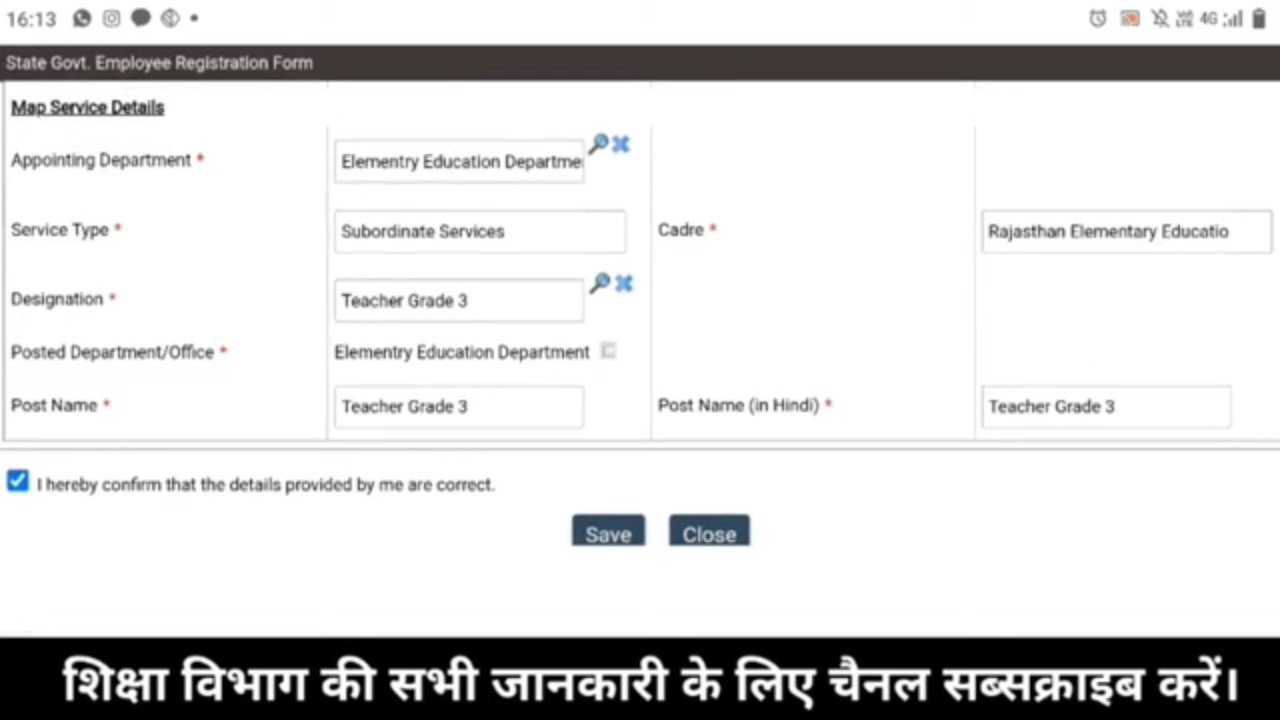 16:13 4G
State Govt. Employee Registration Form
Map Service Details
Appointing Department * Elementry Education Departme
Service Type * Subordinate Services Cadre * Rajasthan Elementary Educatio
Designation * Teacher Grade 3
Posted Department/Office * Elementry Education Department
Post Name * Teacher Grade 3 Post Name (in Hindi) * Teacher Grade 3
I hereby confirm that the details provided by me are correct.
Save Close
शिक्षा विभाग की सभी जानकारी के लिए चैनल सब्सक्राइब करें।